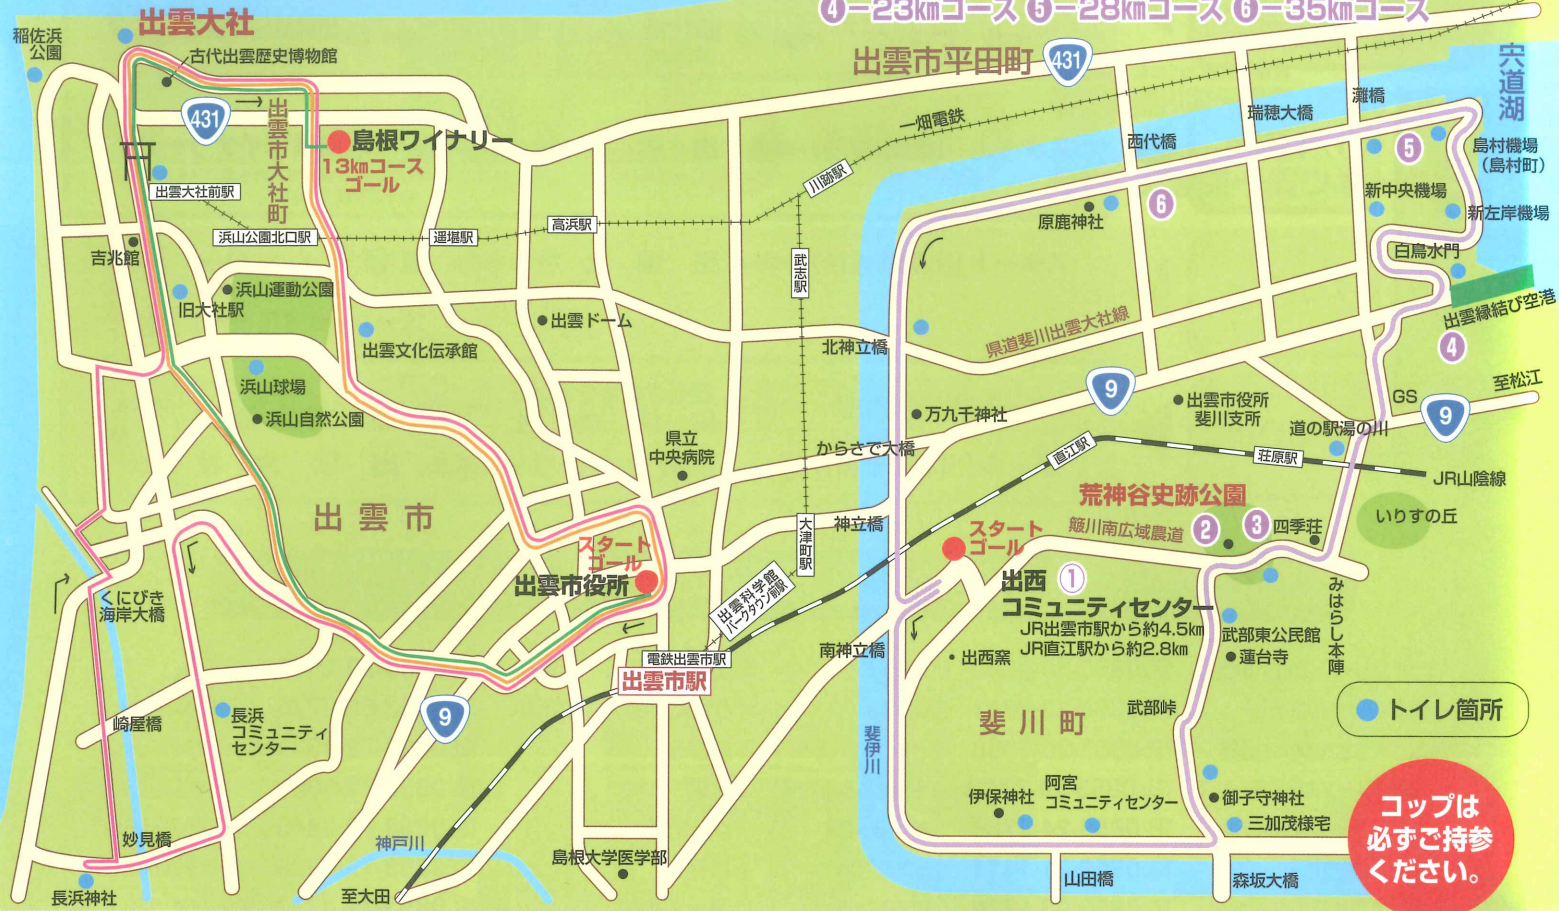 ④−23kmコース ⑤−28kmコース ⑥−35kmコース
稲佐浜
公園
出雲大社
古代出雲歴史博物館
431
出雲市大社町
島根ワイナリー
13kmコース
ゴール
出雲大社前駅
浜山公園北口駅
遥堪駅
高浜駅
川跡駅
一畑電鉄
武志駅
大津町駅
出雲市平田町
431
宍道湖
灘橋
瑞穂大橋
西代橋
⑤
島村機場
(島村町)
新中央機場
新左岸機場
⑥
原鹿神社
白鳥水門
出雲縁結び空港
④
吉兆館
旧大社駅
浜山運動公園
出雲文化伝承館
浜山球場
浜山自然公園
出雲ドーム
北神立橋
県道斐川出雲大社線
9
万九千神社
出雲市役所
斐川支所
GS
至松江
9
道の駅湯の川
県立
中央病院
からさで大橋
直江駅
荘原駅
JR山陰線
いりすの丘
出雲市
スタート
ゴール
出雲市役所
神立橋
スタート
ゴール
荒神谷史跡公園
簸川南広域農道
②
③
四季荘
出西
コミュニティセンター
①
JR出雲市駅から約4.5km
JR直江駅から約2.8km
みはらし本陣
武部東公民館
蓮台寺
出雲科学館
パークタウン前駅
電鉄出雲市駅
出雲市駅
南神立橋
出西窯
くにびき
海岸大橋
崎屋橋
長浜
コミュニティ
センター
9
斐伊川
斐川町
武部峠
トイレ箇所
妙見橋
長浜神社
神戸川
至大田
島根大学医学部
伊保神社
阿宮
コミュニティセンター
御子守神社
三加茂様宅
山田橋
森坂大橋
コップは
必ずご持参
ください。